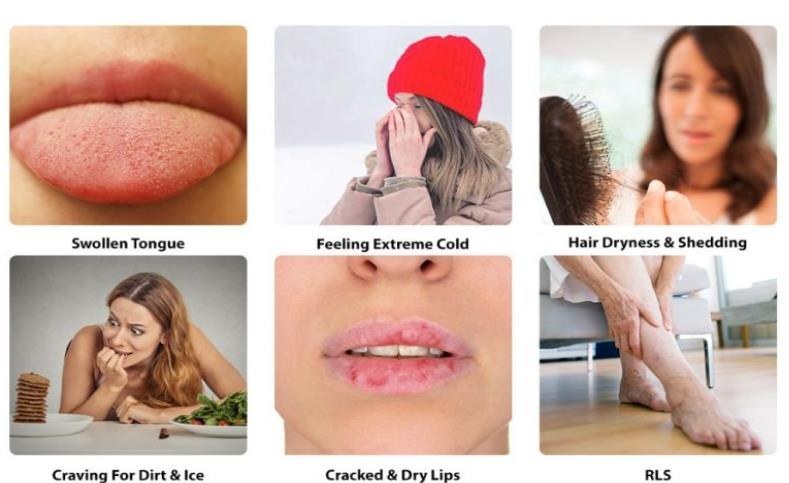 Swollen Tongue
Feeling Extreme Cold
Hair Dryness & Shedding
Craving For Dirt & Ice
Cracked & Dry Lips
RLS